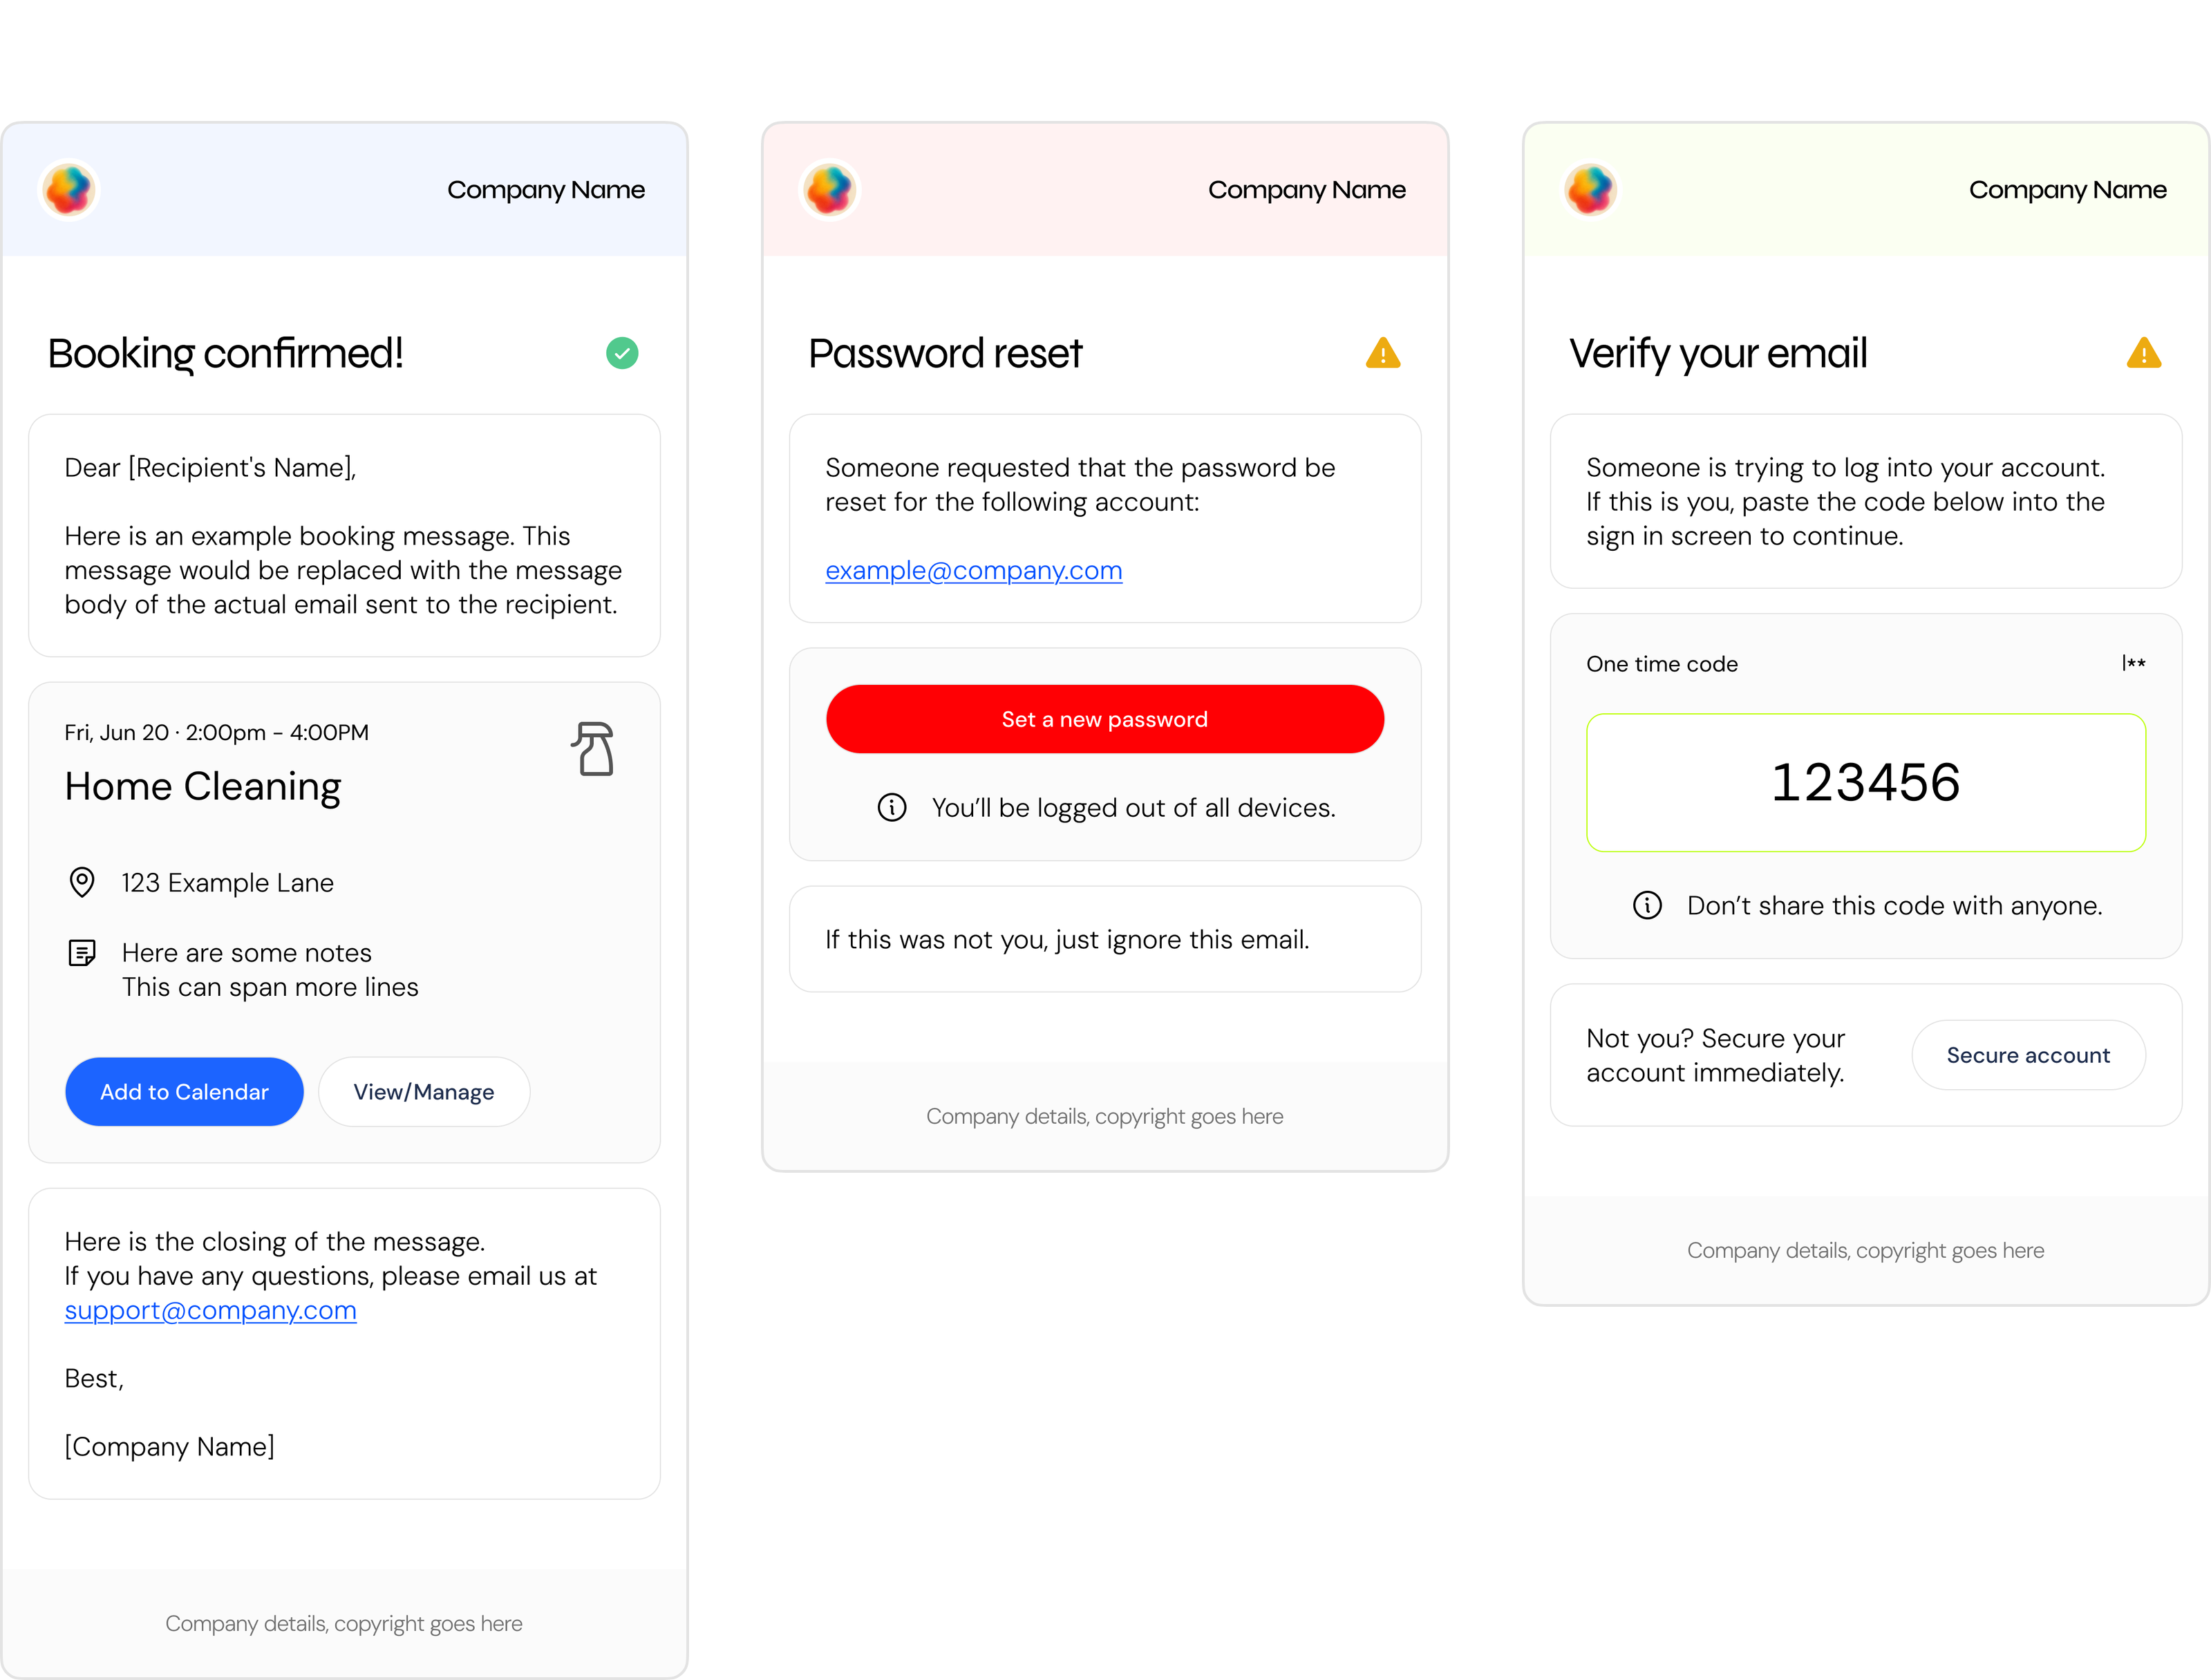 Company Name
Booking confirmed!
Dear [Recipient's Name],
Here is an example booking message. This
message would be replaced with the message
body of the actual email sent to the recipient.
Fri, Jun 20 · 2:00pm - 4:00PM
Home Cleaning
123 Example Lane
Here are some notes
This can span more lines
Add to Calendar
View/Manage
Here is the closing of the message.
If you have any questions, please email us at
support@company.com
Best,
[Company Name]
Company details, copyright goes here
Company Name
Password reset
Someone requested that the password be
reset for the following account:
example@company.com
Set a new password
You’ll be logged out of all devices.
If this was not you, just ignore this email.
Company details, copyright goes here
Company Name
Verify your email
Someone is trying to log into your account.
If this is you, paste the code below into the
sign in screen to continue.
One time code
|**
123456
Don’t share this code with anyone.
Not you? Secure your
account immediately.
Secure account
Company details, copyright goes here